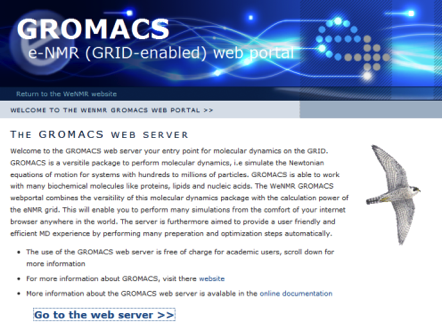 GROMACS
e-NMR (GRID-enabled) web portal
Return to the WeNMR website
WELCOME TO THE WENMR GROMACS WEB PORTAL >>
THE GROMACS WEB SERVER
Welcome to the GROMACS web server your entry point for molecular dynamics on the GRID.
GROMACS is a versitile package to perform molecular dynamics, i.e simulate the Newtonian
equations of motion for systems with hundreds to millions of particles. GROMACS is able to work
with many biochemical molecules like proteins, lipids and nucleic acids. The WeNMR GROMACS
webportal combines the versitility of this molecular dynamics package with the calculation power of
the eNMR grid. This will enable you to perform many simulations from the comfort of your internet
browser anywhere in the world. The server is furthermore aimed to provide a user friendly and
efficient MD experience by performing many preparation and optimization steps automatically.
• The use of the GROMACS web server is free of charge for academic users, scroll down for
more information
• For more information about GROMACS, visit there website
• More information about the GROMACS web server is avalable in the online documentation
Go to the web server >>